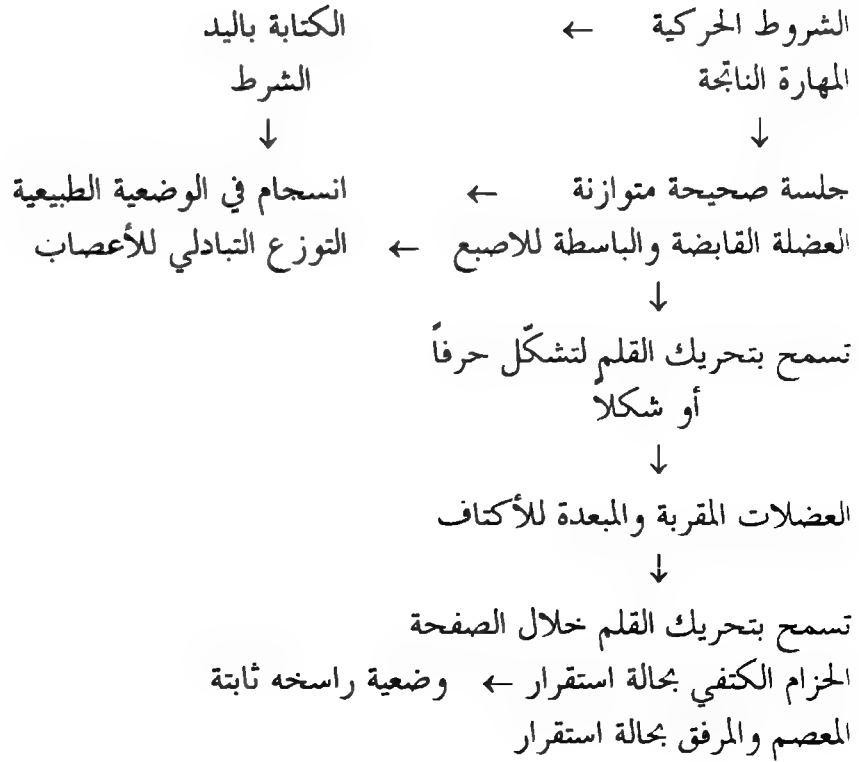 الشروط الحركية ← الكتابة باليد
المهارة الناتجة الشرط
↓ ↓
جلسة صحيحة متوازنة ← انسجام في الوضعية الطبيعية
العضلة القابضة والباسطة للاصبع ← التوزع التبادلي للأعصاب
↓
تسمح بتحريك القلم لتشكّل حرفاً
أو شكلاً
↓
العضلات المقربة والمبعدة للأكتاف
↓
تسمح بتحريك القلم خلال الصفحة
الحزام الكتفي بحالة استقرار ← وضعية راسخه ثابتة
المعصم والمرفق بحالة استقرار